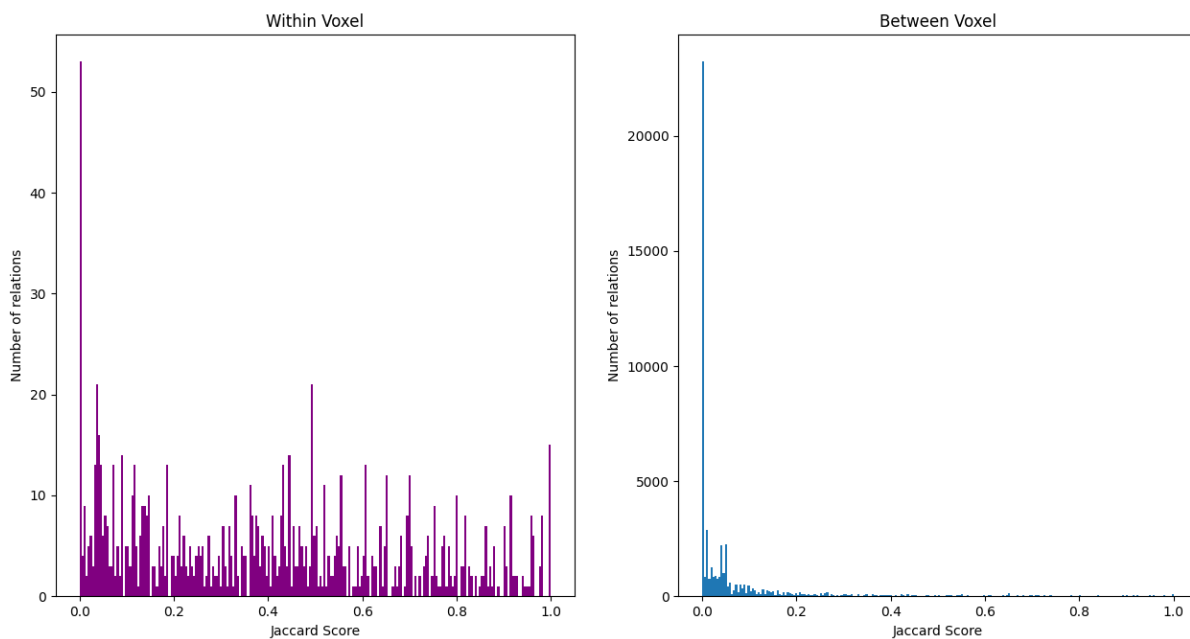 Within Voxel
Number of relations
50
40
30
20
10
0
0.0 0.2 0.4 0.6 0.8 1.0
Jaccard Score
Between Voxel
Number of relations
20000
15000
10000
5000
0
0.0 0.2 0.4 0.6 0.8 1.0
Jaccard Score